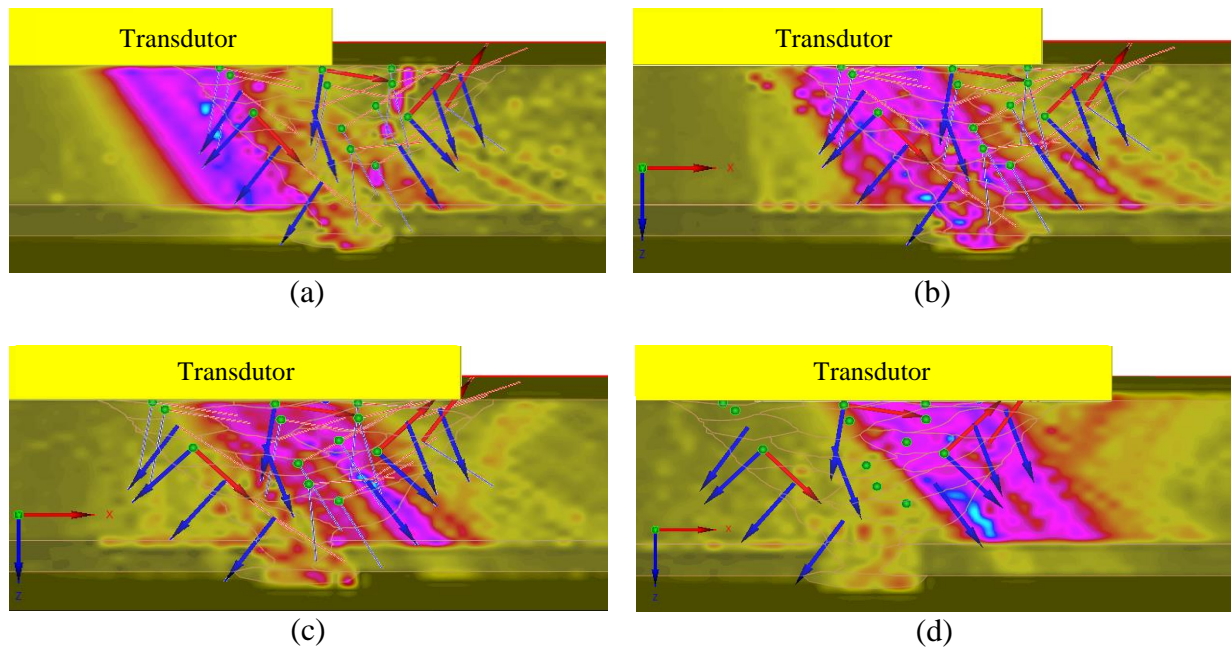 Transdutor
Transdutor
(a)
X
Z
(b)
Transdutor
X
Z
(c)
Transdutor
X
Z
(d)